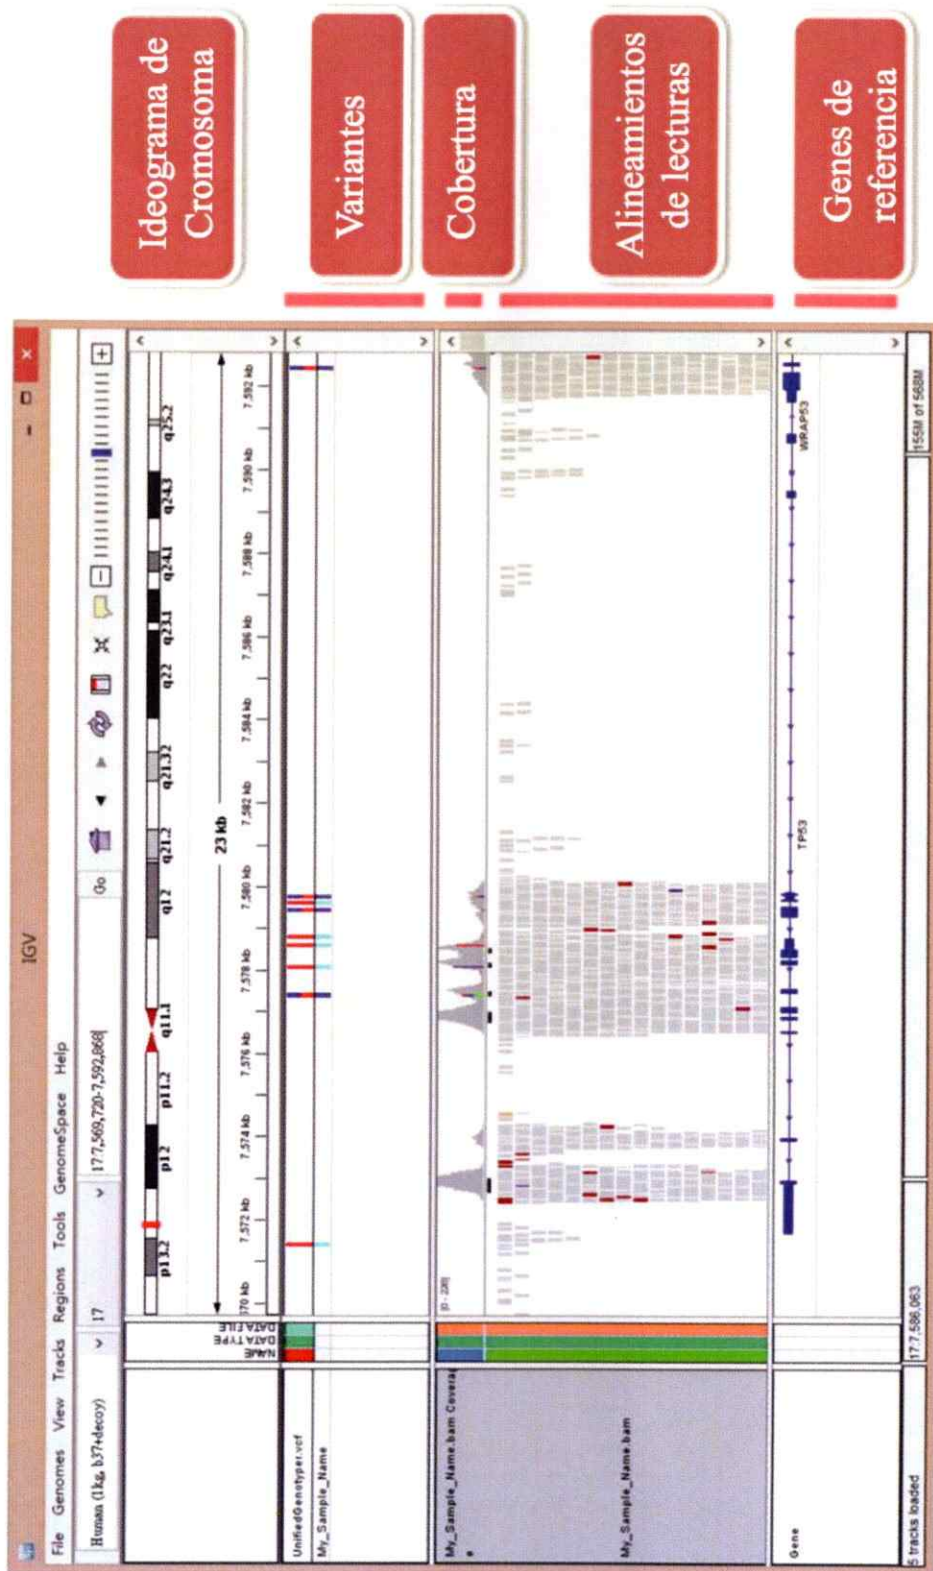 IGV
File Genomes View Tracks Regions Tools GenomeSpace Help
Human (1kg, b37+decoy)
17
17:7,569,720-7,592,868
Go
p13.2 p12 p11.2 q11.1 q12 q21.2 q21.32 q22 q23.1 q24.1 q24.3 q25.2
23 kb
570 kb 7,572 kb 7,574 kb 7,576 kb 7,578 kb 7,580 kb 7,582 kb 7,584 kb 7,586 kb 7,588 kb 7,590 kb 7,592 kb
NAME
DATA TYPE
DATA FILE
UnifiedGenotyper.vcf
My_Sample_Name
My_Sample_Name.bam Coverag
e
My_Sample_Name.bam
Gene
TP53
WRAP53
5 tracks loaded
17:7,586,063
155M of 568M
Ideograma de
Cromosoma
Variantes
Cobertura
Alineamientos
de lecturas
Genes de
referencia